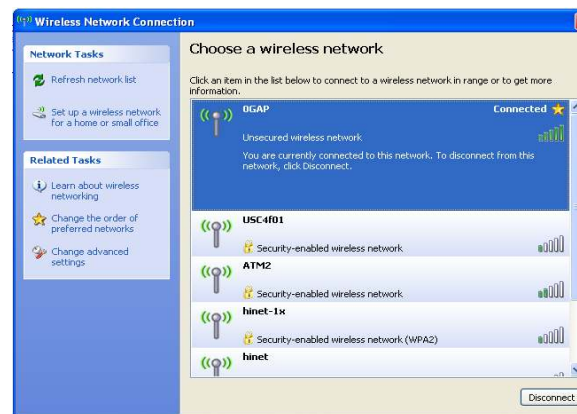 Wireless Network Connection
Network Tasks
Refresh network list
Set up a wireless network
for a home or small office
Related Tasks
Learn about wireless
networking
Change the order of
preferred networks
Change advanced
settings
Choose a wireless network
Click an item in the list below to connect to a wireless network in range or to get more
information.
0GAP
Connected
Unsecured wireless network
You are currently connected to this network. To disconnect from this
network, click Disconnect.
USC4f01
Security-enabled wireless network
ATM2
Security-enabled wireless network
hinet-1x
Security-enabled wireless network (WPA2)
hinet
Disconnect